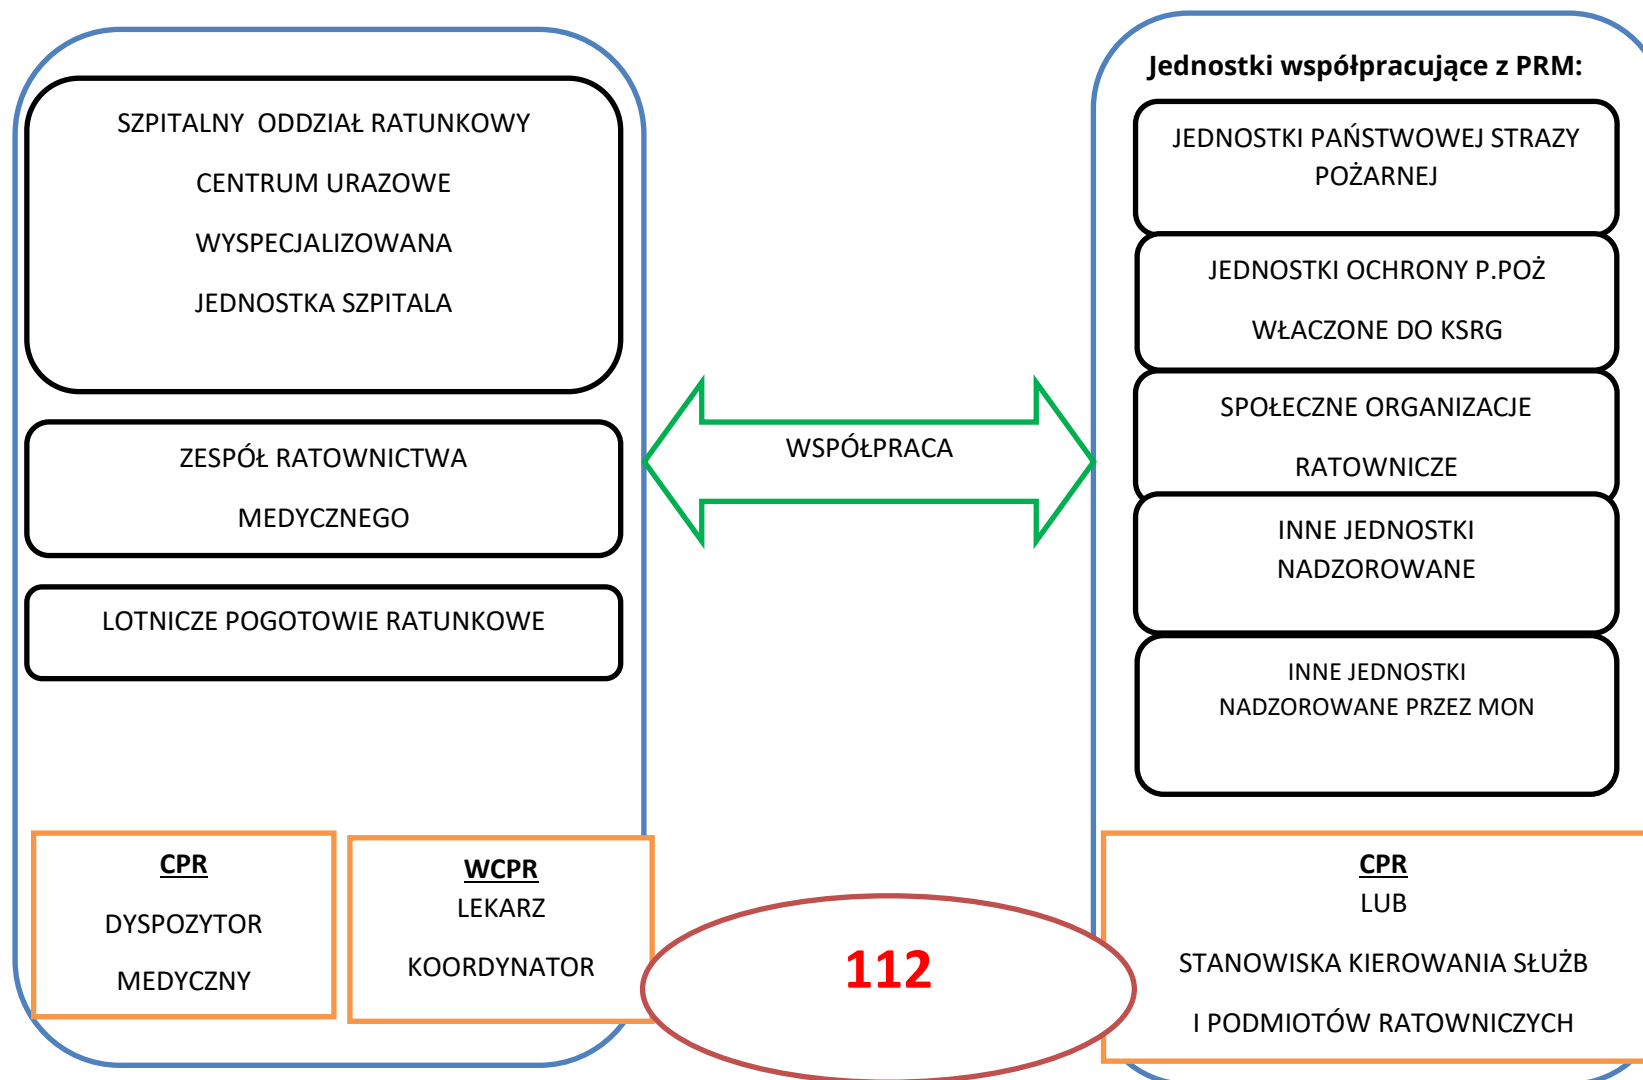 SZPITALNY ODDZIAŁ RATUNKOWY
CENTRUM URAZOWE
WYSPECJALIZOWANA
JEDNOSTKA SZPITALA
ZESPÓŁ RATOWNICTWA
MEDYCZNEGO
LOTNICZE POGOTOWIE RATUNKOWE
CPR
DYSPOZYTOR
MEDYCZNY
WCPR
LEKARZ
KOORDYNATOR
WSPÓŁPRACA
112
Jednostki współpracujące z PRM:
JEDNOSTKI PAŃSTWOWEJ STRAZY
POŻARNEJ
JEDNOSTKI OCHRONY P.POŻ
WŁACZONE DO KSRG
SPOŁECZNE ORGANIZACJE
RATOWNICZE
INNE JEDNOSTKI
NADZOROWANE
INNE JEDNOSTKI
NADZOROWANE PRZEZ MON
CPR
LUB
STANOWISKA KIEROWANIA SŁUŻB
I PODMIOTÓW RATOWNICZYCH